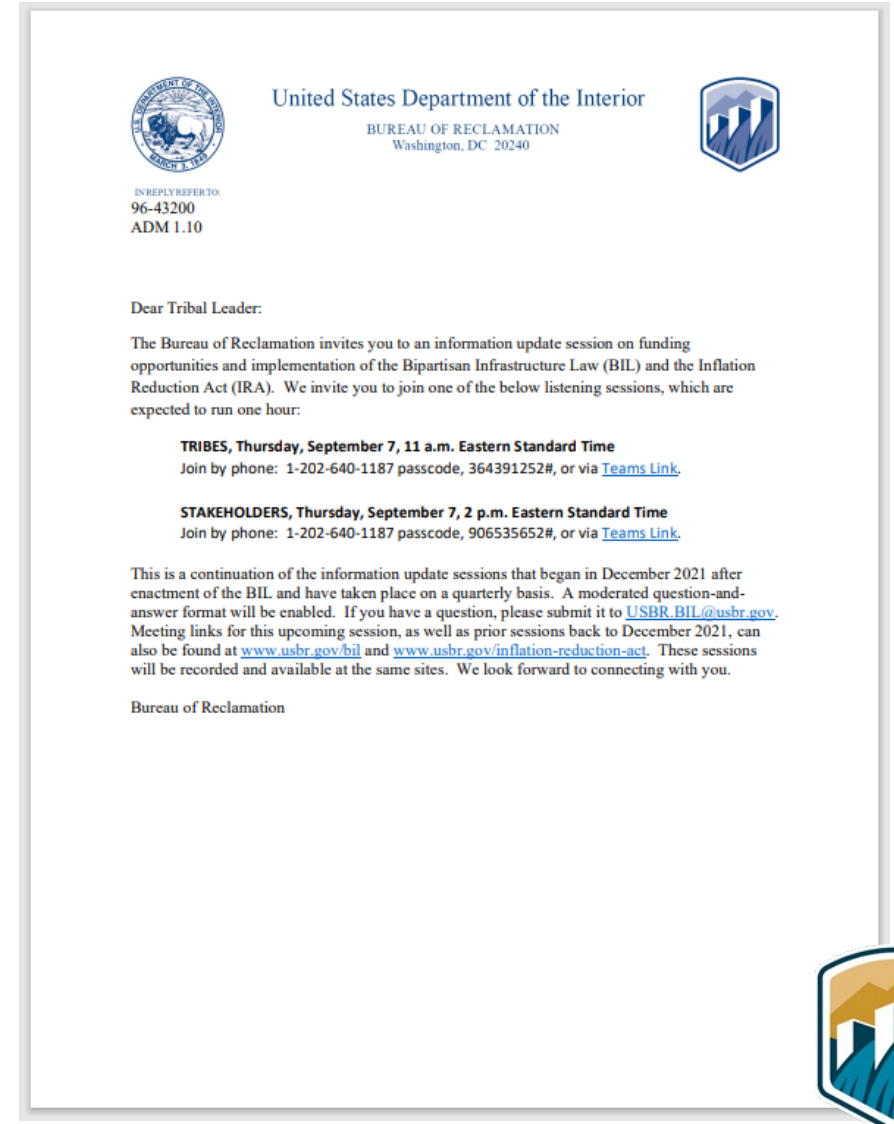 U.S. DEPARTMENT OF THE INTERIOR
MARCH 3, 1849
United States Department of the Interior
BUREAU OF RECLAMATION
Washington, DC 20240
IN REPLY REFER TO:
96-43200
ADM 1.10
Dear Tribal Leader:
The Bureau of Reclamation invites you to an information update session on funding
opportunities and implementation of the Bipartisan Infrastructure Law (BIL) and the Inflation
Reduction Act (IRA). We invite you to join one of the below listening sessions, which are
expected to run one hour:
TRIBES, Thursday, September 7, 11 a.m. Eastern Standard Time
Join by phone: 1-202-640-1187 passcode, 364391252#, or via Teams Link.
STAKEHOLDERS, Thursday, September 7, 2 p.m. Eastern Standard Time
Join by phone: 1-202-640-1187 passcode, 906535652#, or via Teams Link.
This is a continuation of the information update sessions that began in December 2021 after
enactment of the BIL and have taken place on a quarterly basis. A moderated question-and-
answer format will be enabled. If you have a question, please submit it to USBR.BIL@usbr.gov.
Meeting links for this upcoming session, as well as prior sessions back to December 2021, can
also be found at www.usbr.gov/bil and www.usbr.gov/inflation-reduction-act. These sessions
will be recorded and available at the same sites. We look forward to connecting with you.
Bureau of Reclamation